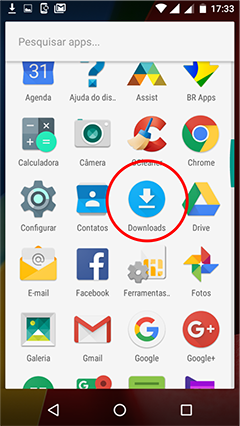 17:33
Pesquisar apps...
31
Agenda
Ajuda do dis..
Assist
BR Apps
Calculadora
Câmera
CCleaner
Chrome
Configurar
Contatos
Downloads
Drive
E-mail
Facebook
Ferramentas..
Fotos
Galeria
Gmail
Google
Google+